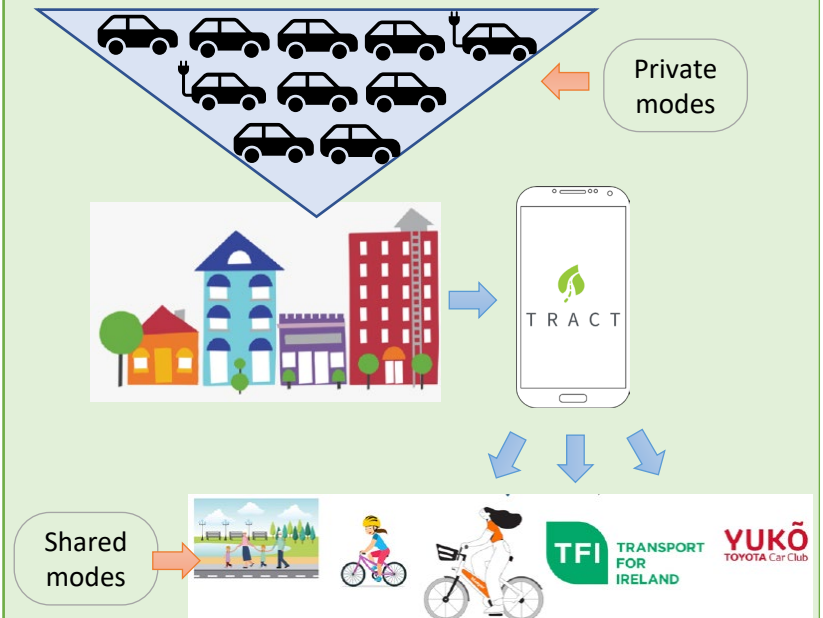 Private
modes
TRACT
Shared
modes
TFI
TRANSPORT
FOR
IRELAND
YUKÕ
TOYOTA Car Club